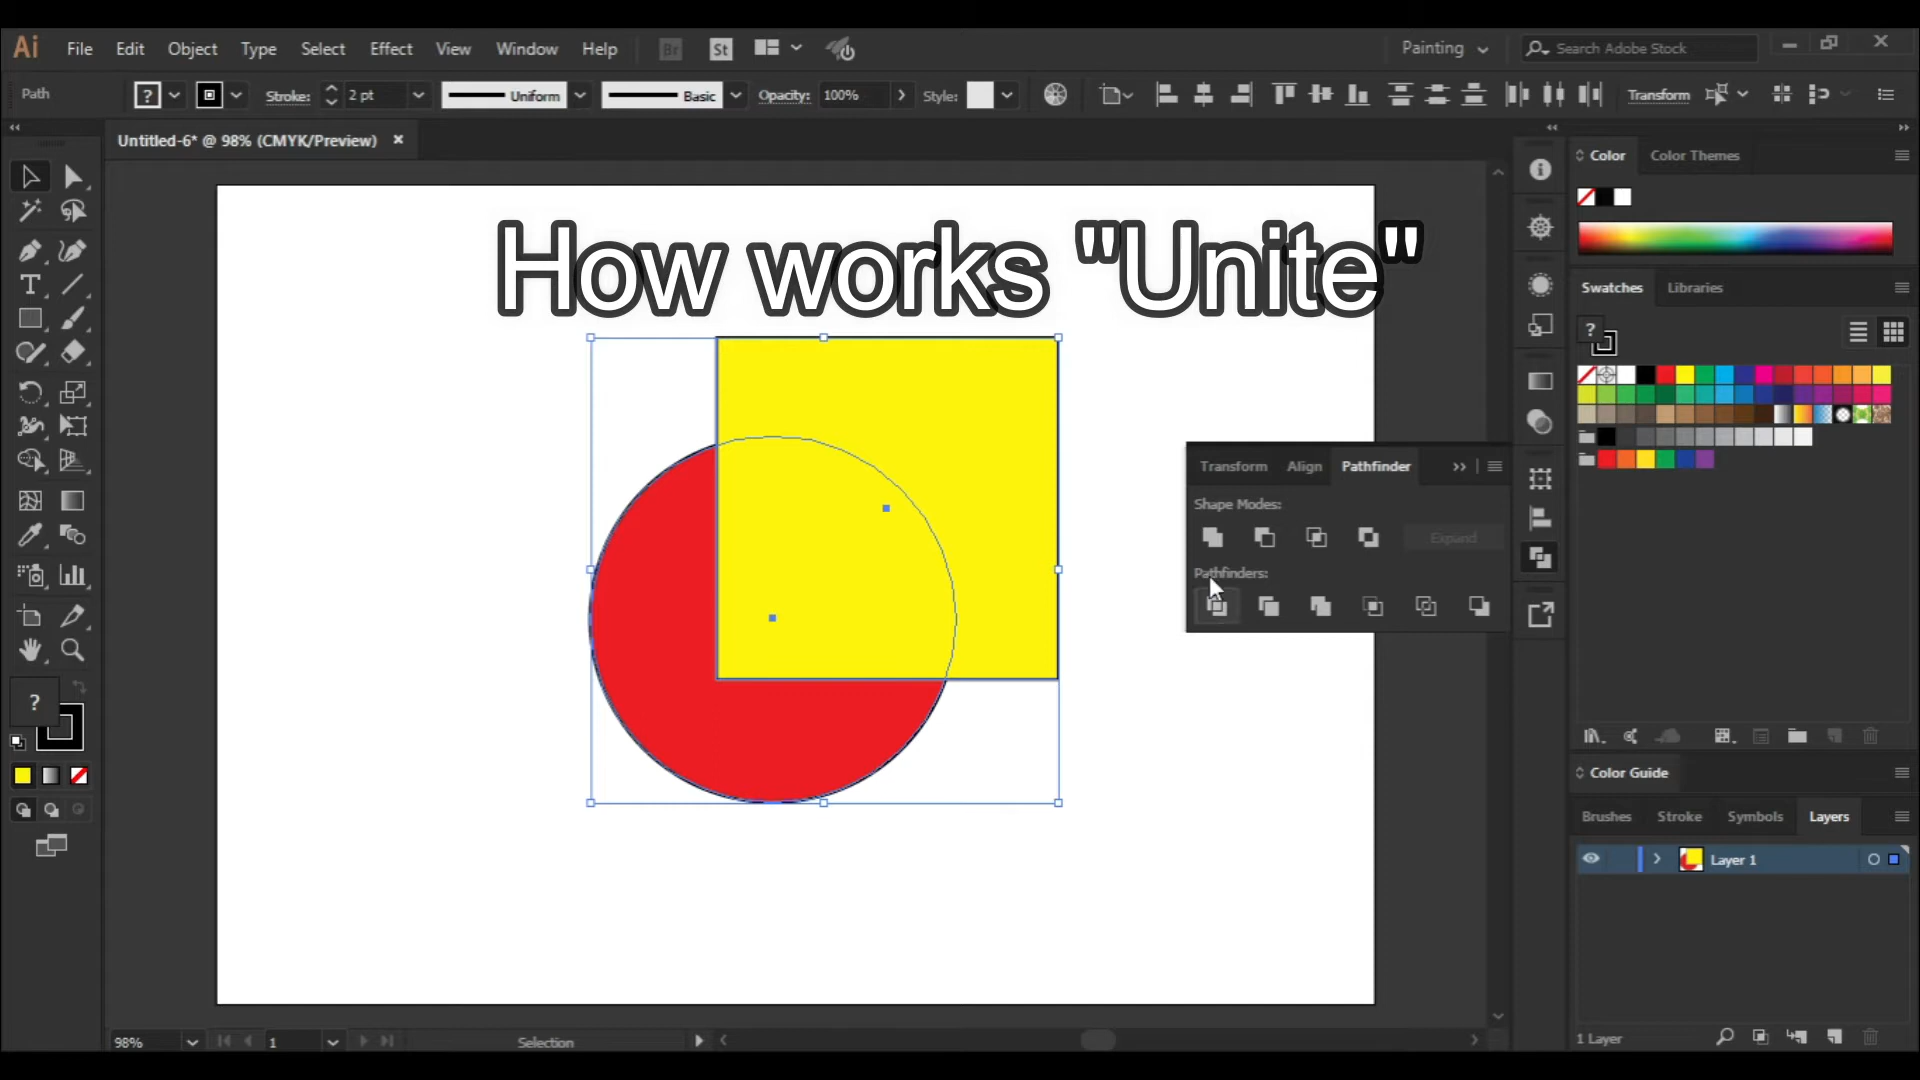 Ai File Edit Object Type Select Effect View Window Help Br St Painting Search Adobe Stock
Path ? Stroke: 2 pt Uniform Basic Opacity: 100% Style: Transform
Untitled-6* @ 98% (CMYK/Preview)
Color Color Themes
How works "Unite"
Swatches Libraries
?
T
Transform Align Pathfinder
Shape Modes:
Expand
Pathfinders:
?
Color Guide
Brushes Stroke Symbols Layers
Layer 1
98% 1 Selection
1 Layer